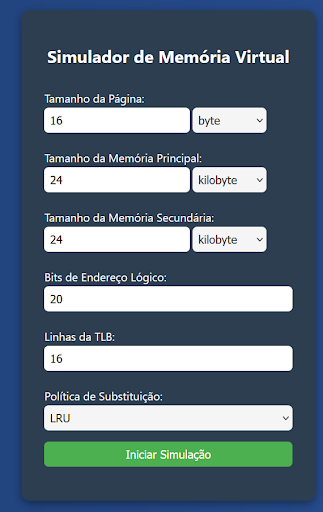 Simulador de Memória Virtual
Tamanho da Página:
16 byte
Tamanho da Memória Principal:
24 kilobyte
Tamanho da Memória Secundária:
24 kilobyte
Bits de Endereço Lógico:
20
Linhas da TLB:
16
Política de Substituição:
LRU
Iniciar Simulação